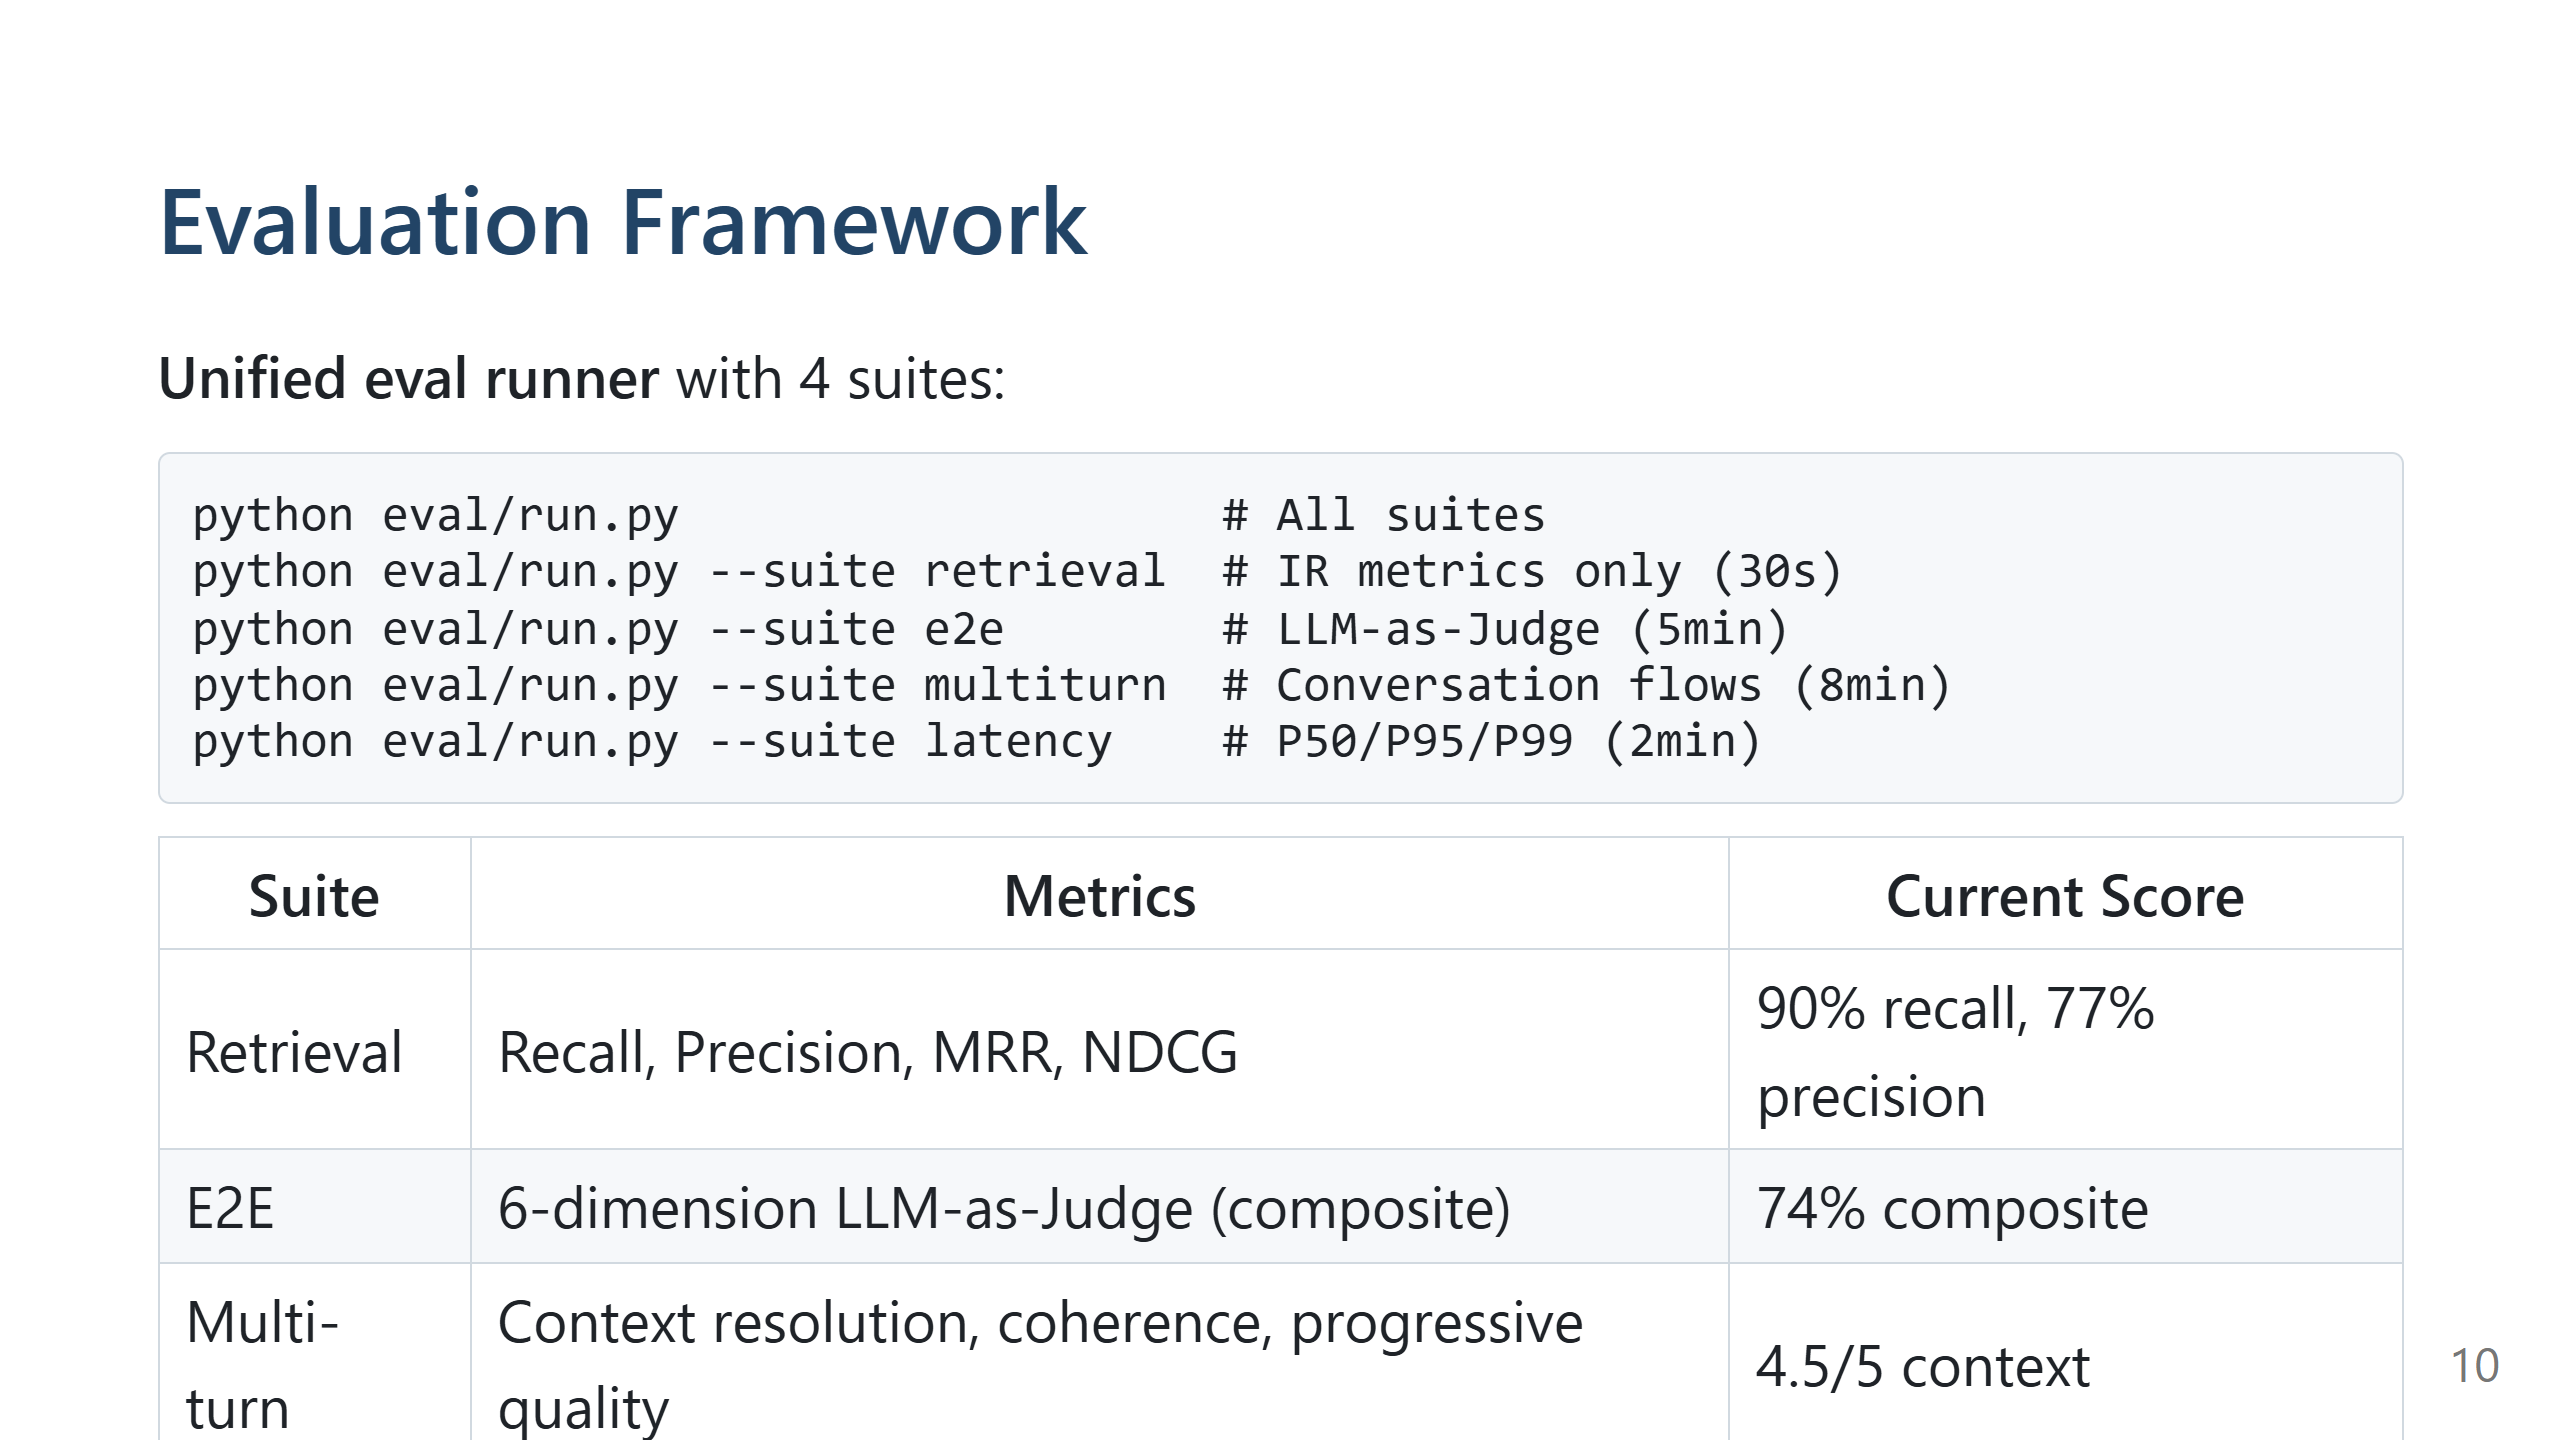 Evaluation Framework
Unified eval runner with 4 suites:
python eval/run.py                    # All suites
python eval/run.py --suite retrieval  # IR metrics only (30s)
python eval/run.py --suite e2e        # LLM-as-Judge (5min)
python eval/run.py --suite multiturn  # Conversation flows (8min)
python eval/run.py --suite latency    # P50/P95/P99 (2min)
Suite Metrics Current Score
Retrieval Recall, Precision, MRR, NDCG 90% recall, 77%
precision
E2E 6-dimension LLM-as-Judge (composite) 74% composite
Multi-
turn
Context resolution, coherence, progressive
quality
4.5/5 context
10